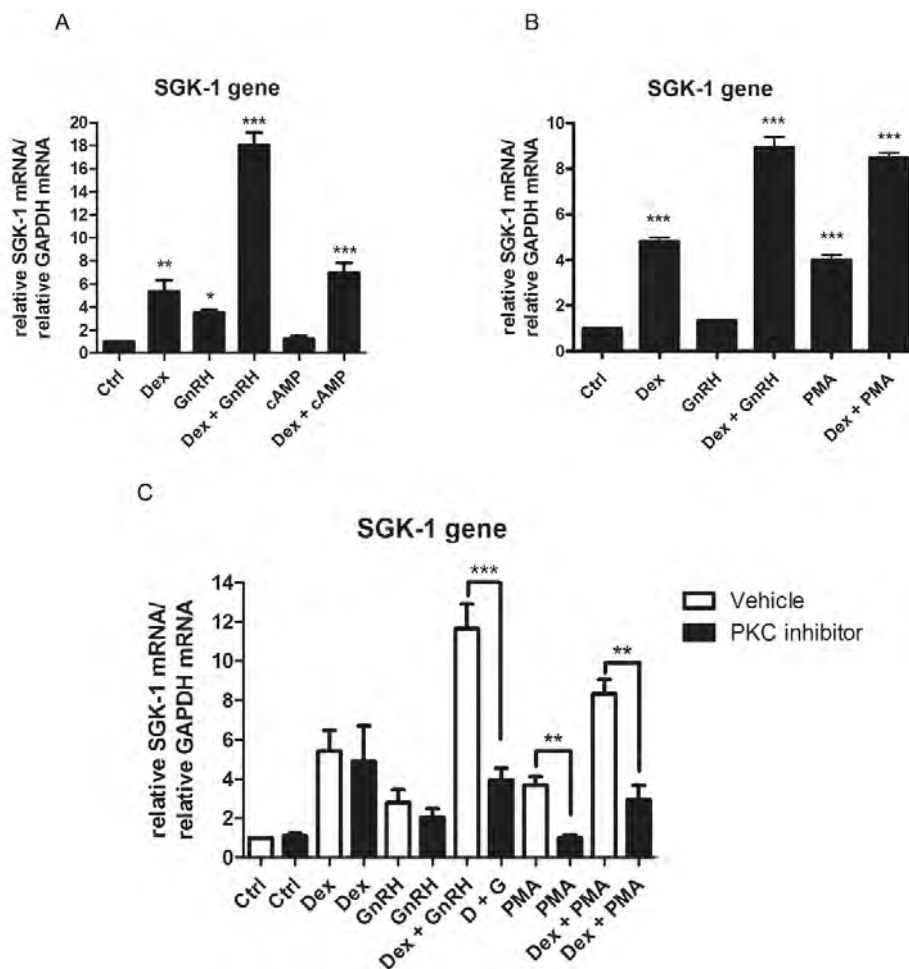 A
SGK-1 gene
relative SGK-1 mRNA/
relative GAPDH mRNA
20
18
16
14
12
10
8
6
4
2
0
**
*
***
***
Ctrl
Dex
GnRH
Dex + GnRH
cAMP
Dex + cAMP
B
SGK-1 gene
relative SGK-1 mRNA/
relative GAPDH mRNA
10
8
6
4
2
0
***
***
***
***
Ctrl
Dex
GnRH
Dex + GnRH
PMA
Dex + PMA
C
SGK-1 gene
relative SGK-1 mRNA/
relative GAPDH mRNA
14
12
10
8
6
4
2
0
***
**
**
Ctrl
Ctrl
Dex
Dex
GnRH
GnRH
Dex + GnRH
D + G
PMA
PMA
Dex + PMA
Dex + PMA
Vehicle
PKC inhibitor